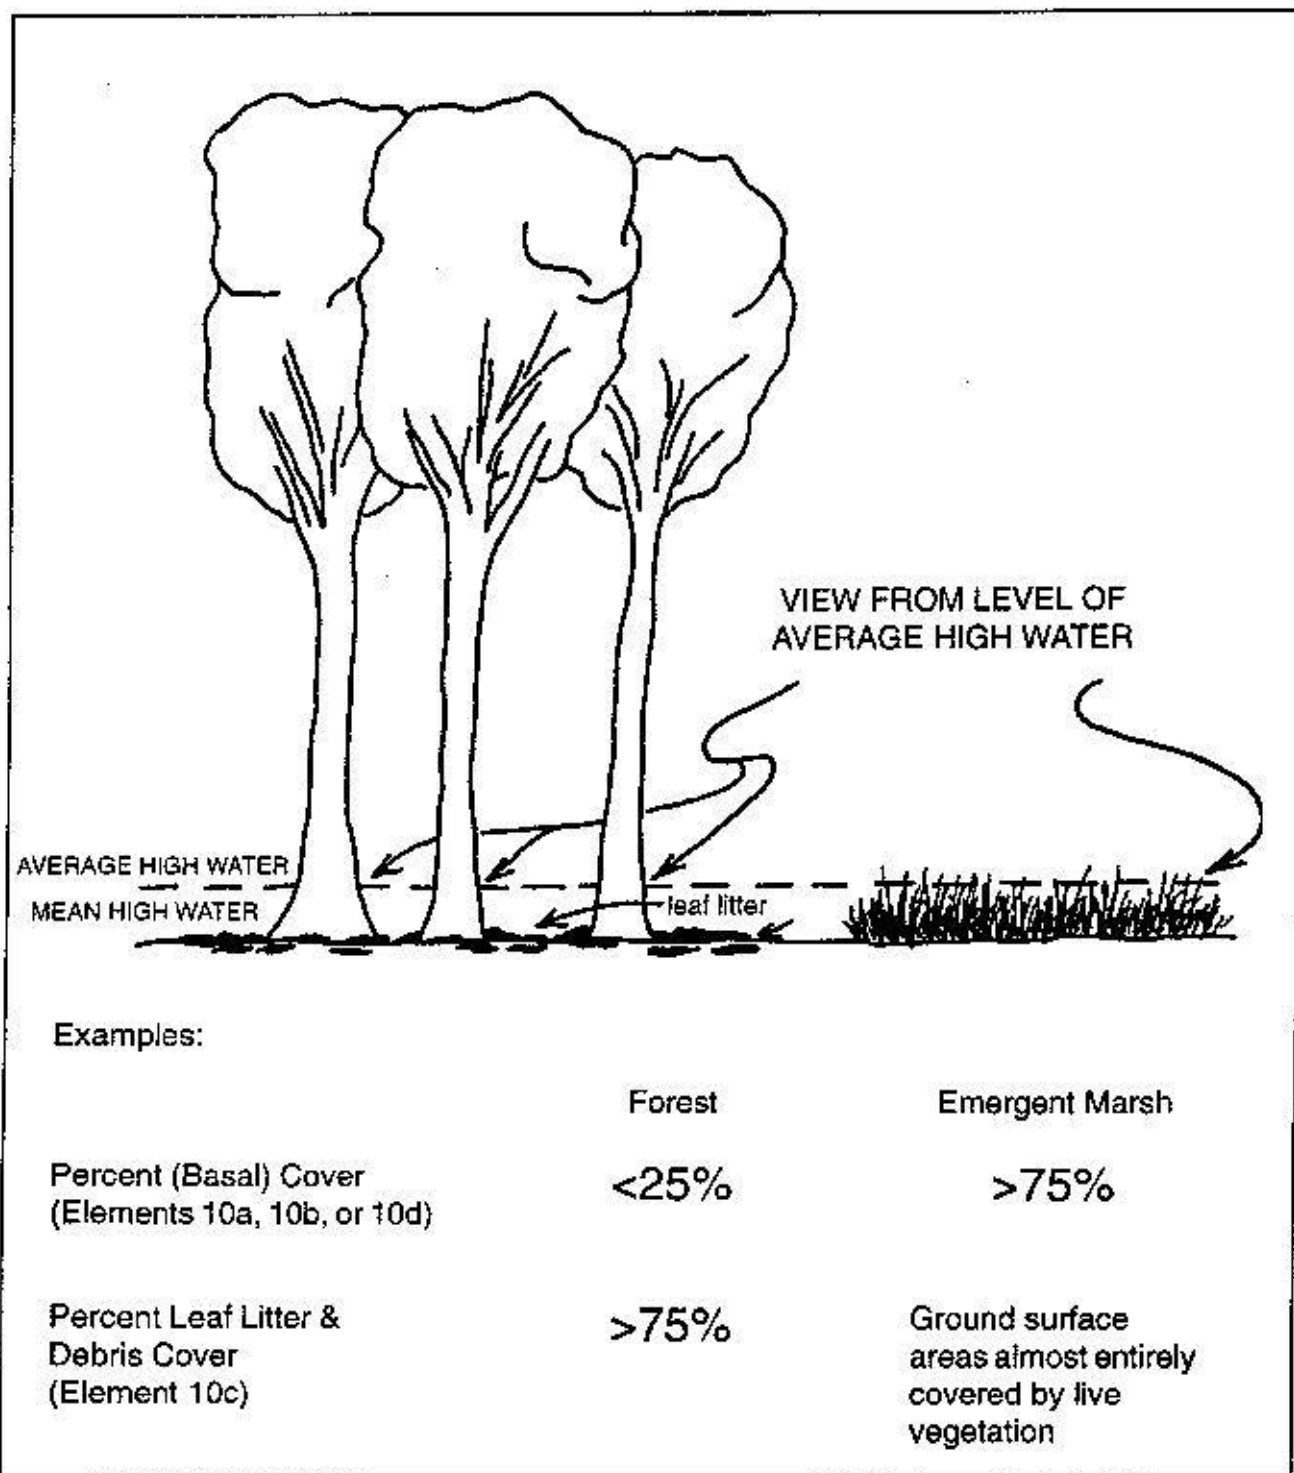 VIEW FROM LEVEL OF
AVERAGE HIGH WATER
AVERAGE HIGH WATER
MEAN HIGH WATER
leaf litter
Examples:
Forest Emergent Marsh
Percent (Basal) Cover <25% >75%
(Elements 10a, 10b, or 10d)
Percent Leaf Litter & >75% Ground surface
Debris Cover areas almost entirely
(Element 10c) covered by live
vegetation